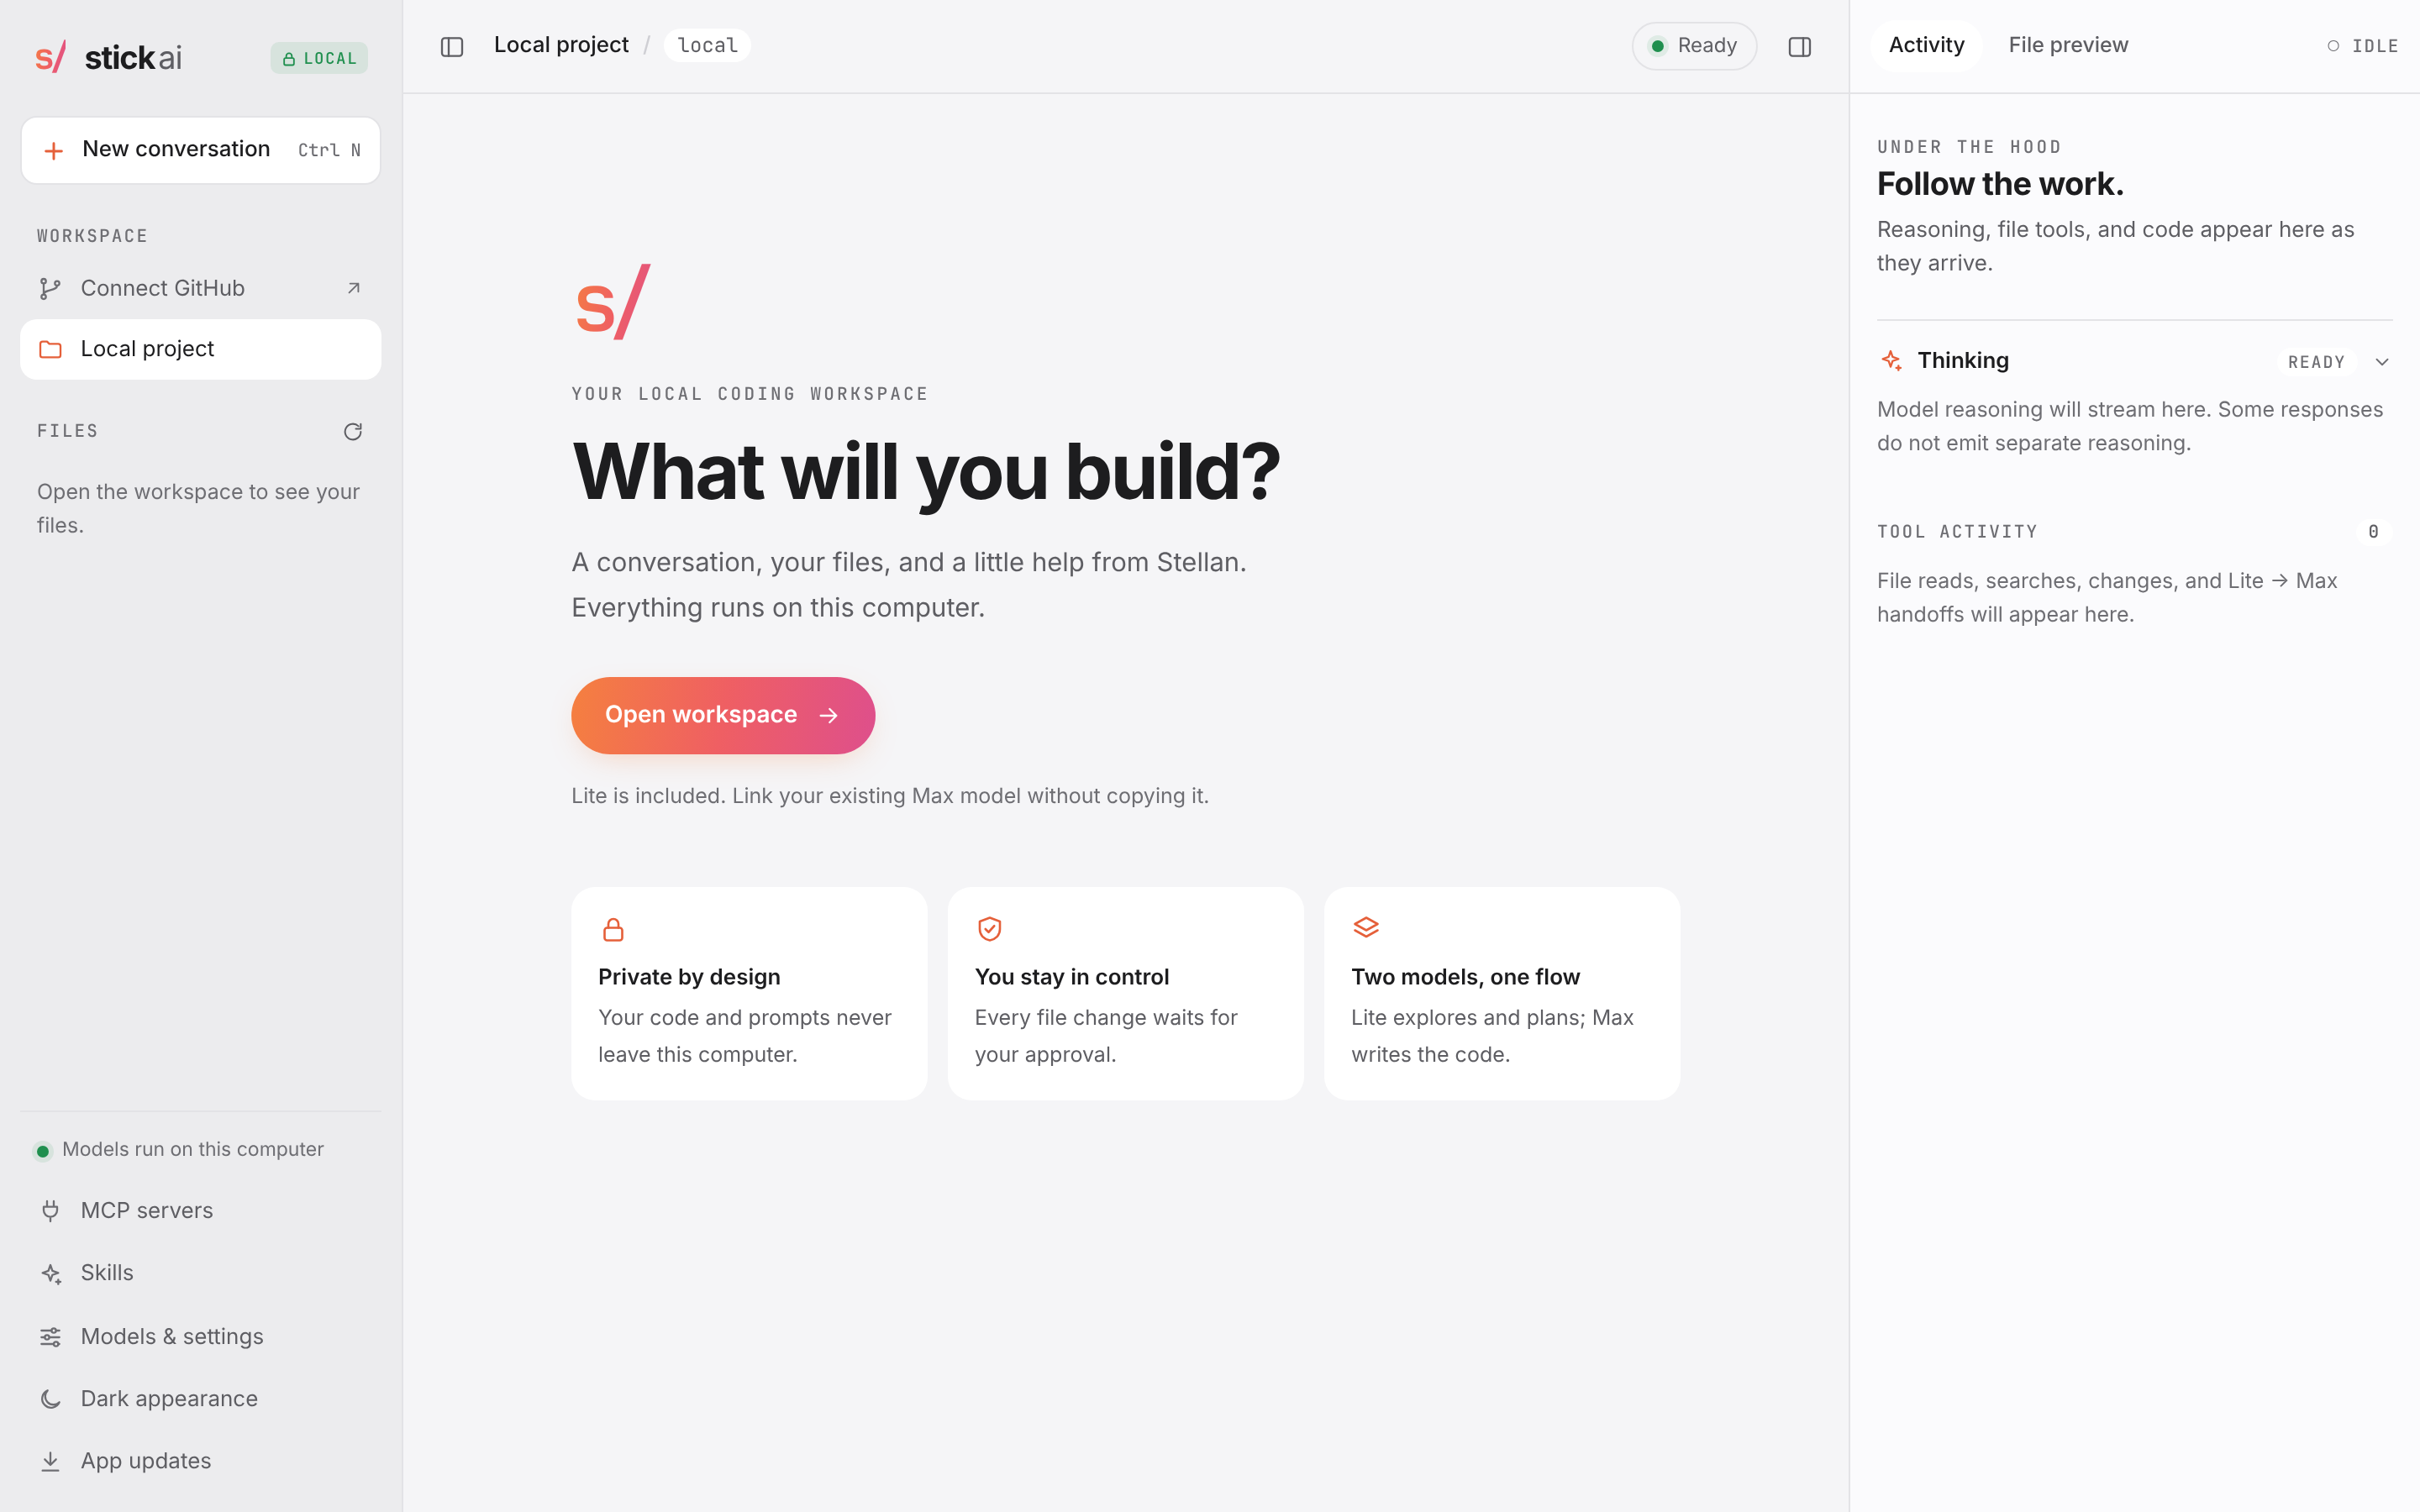 s/ stickai
LOCAL
New conversation Ctrl N
WORKSPACE
Connect GitHub
Local project
FILES
Open the workspace to see your
files.
Models run on this computer
MCP servers
Skills
Models & settings
Dark appearance
App updates
Local project / local
Ready
s/
YOUR LOCAL CODING WORKSPACE
What will you build?
A conversation, your files, and a little help from Stellan.
Everything runs on this computer.
Open workspace →
Lite is included. Link your existing Max model without copying it.
Private by design
Your code and prompts never
leave this computer.
You stay in control
Every file change waits for
your approval.
Two models, one flow
Lite explores and plans; Max
writes the code.
Activity File preview IDLE
UNDER THE HOOD
Follow the work.
Reasoning, file tools, and code appear here as
they arrive.
Thinking READY
Model reasoning will stream here. Some responses
do not emit separate reasoning.
TOOL ACTIVITY 0
File reads, searches, changes, and Lite → Max
handoffs will appear here.